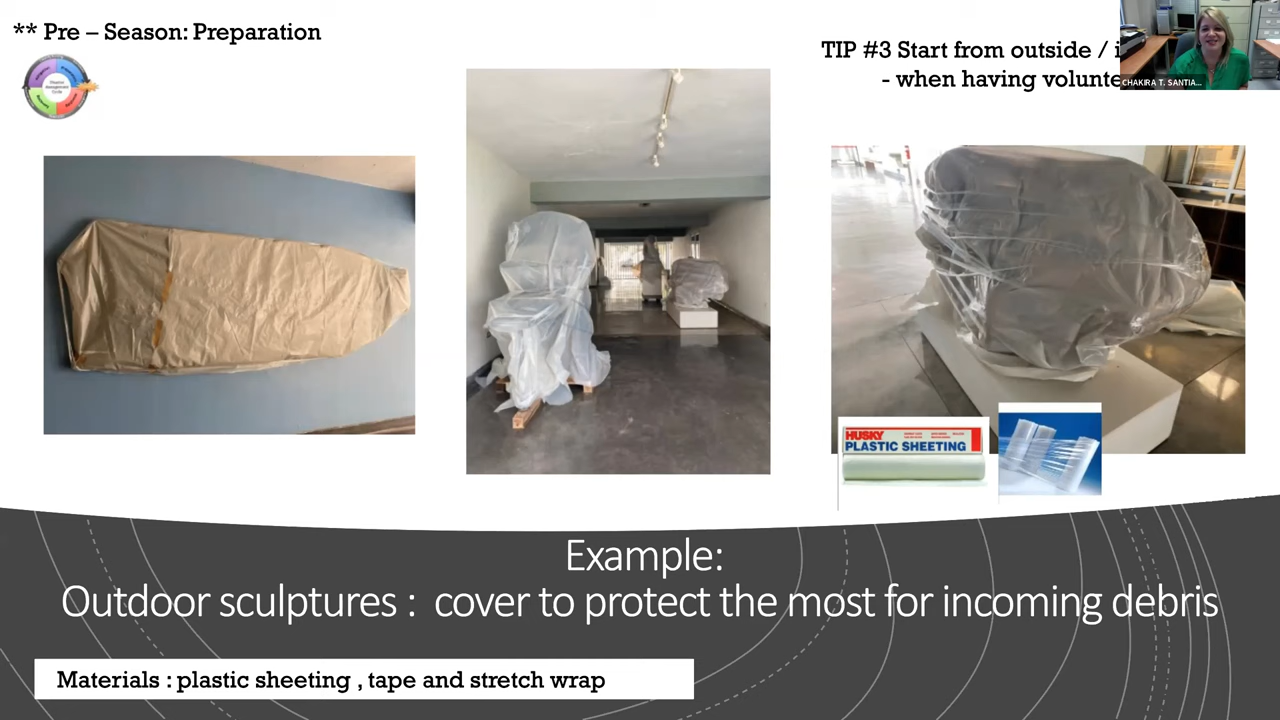 ** Pre – Season: Preparation
TIP #3 Start from outside /
- when having
CHAKIRA T. SANTIA...
HUSKY
PLASTIC SHEETING
Example:
Outdoor sculptures : cover to protect the most for incoming debris
Materials : plastic sheeting , tape and stretch wrap